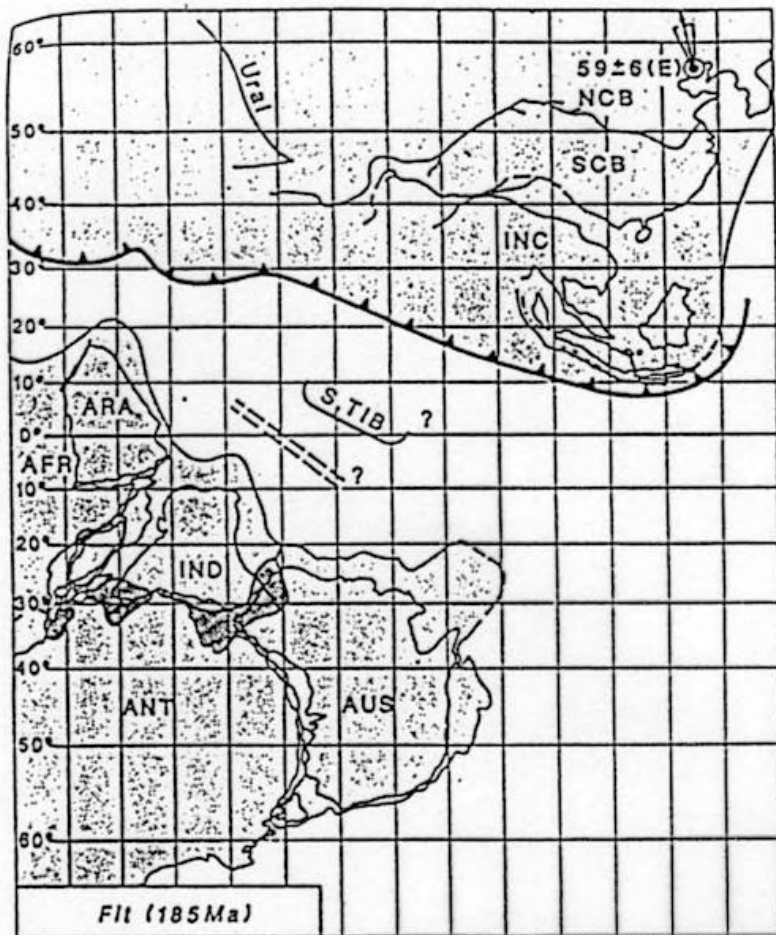 60°
Ural
59±6(E)
NCB
50°
SCB
40°
INC
30°
20°
10°
ARA
S.TIB ?
0°
AFR
?
10°
20°
IND
30°
40°
ANT
AUS
50°
60°
Fit (185Ma)